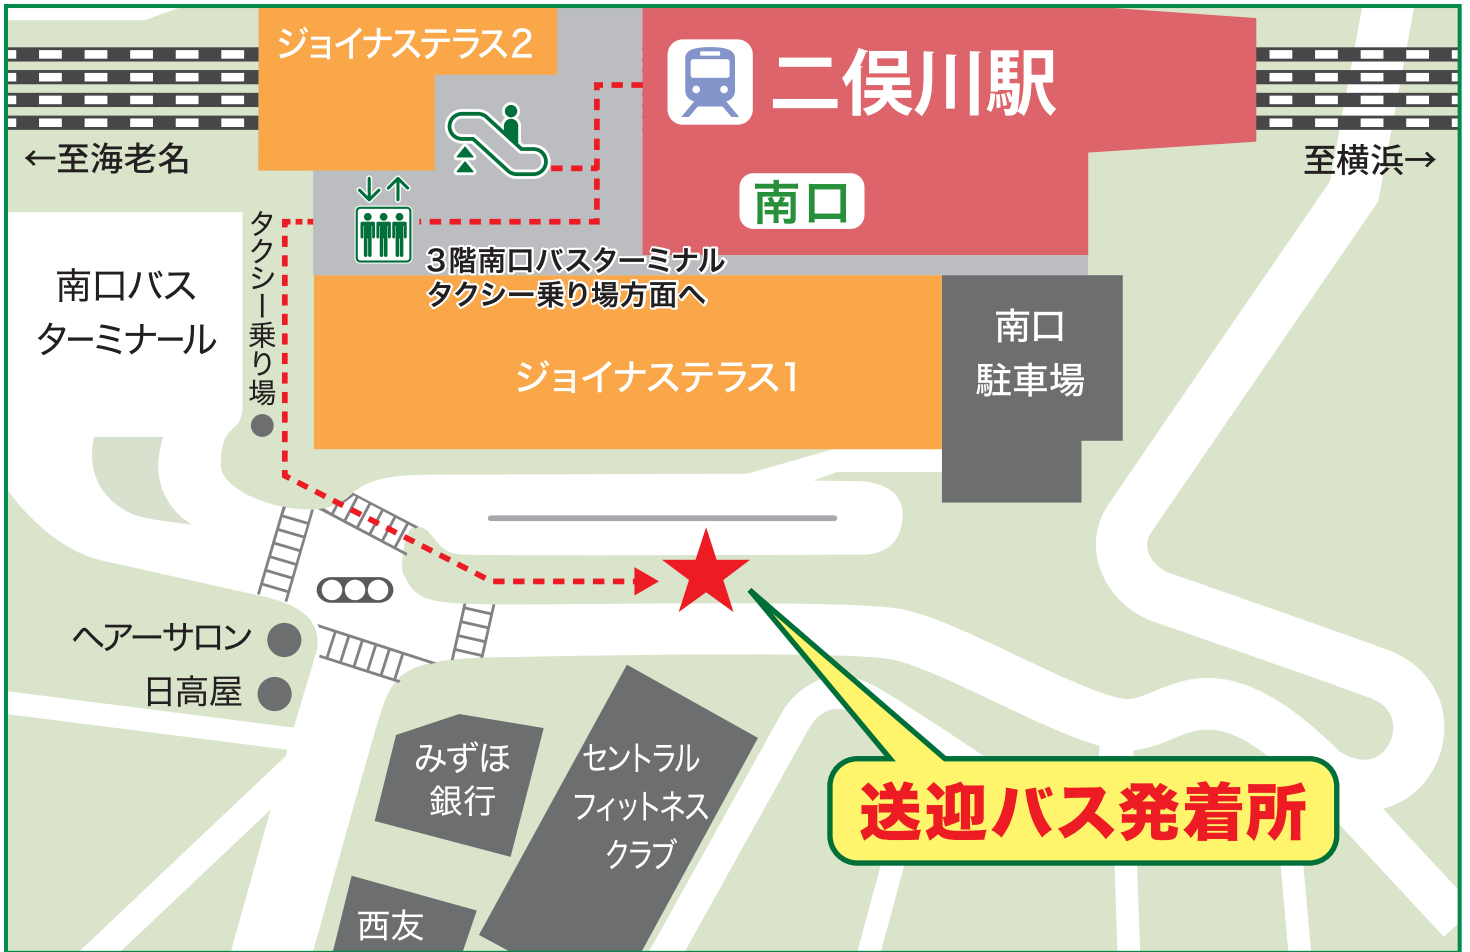 ジョイナステラス2
二俣川駅
←至海老名
至横浜→
南口
タクシー乗り場
3階南口バスターミナル
タクシー乗り場方面へ
南口バス
ターミナール
南口
駐車場
ジョイナステラス1
ヘアーサロン
日高屋
みずほ
銀行
セントラル
フィットネス
クラブ
送迎バス発着所
西友